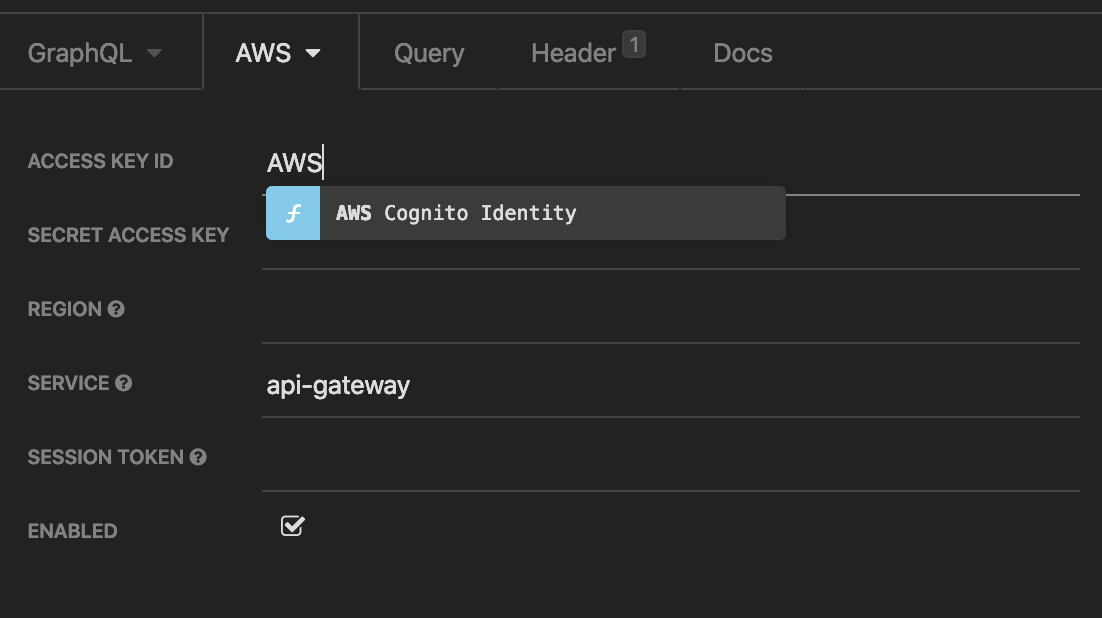 GraphQL AWS Query Header 1 Docs
ACCESS KEY ID AWS
f AWS Cognito Identity
SECRET ACCESS KEY
REGION ?
SERVICE ? api-gateway
SESSION TOKEN ?
ENABLED